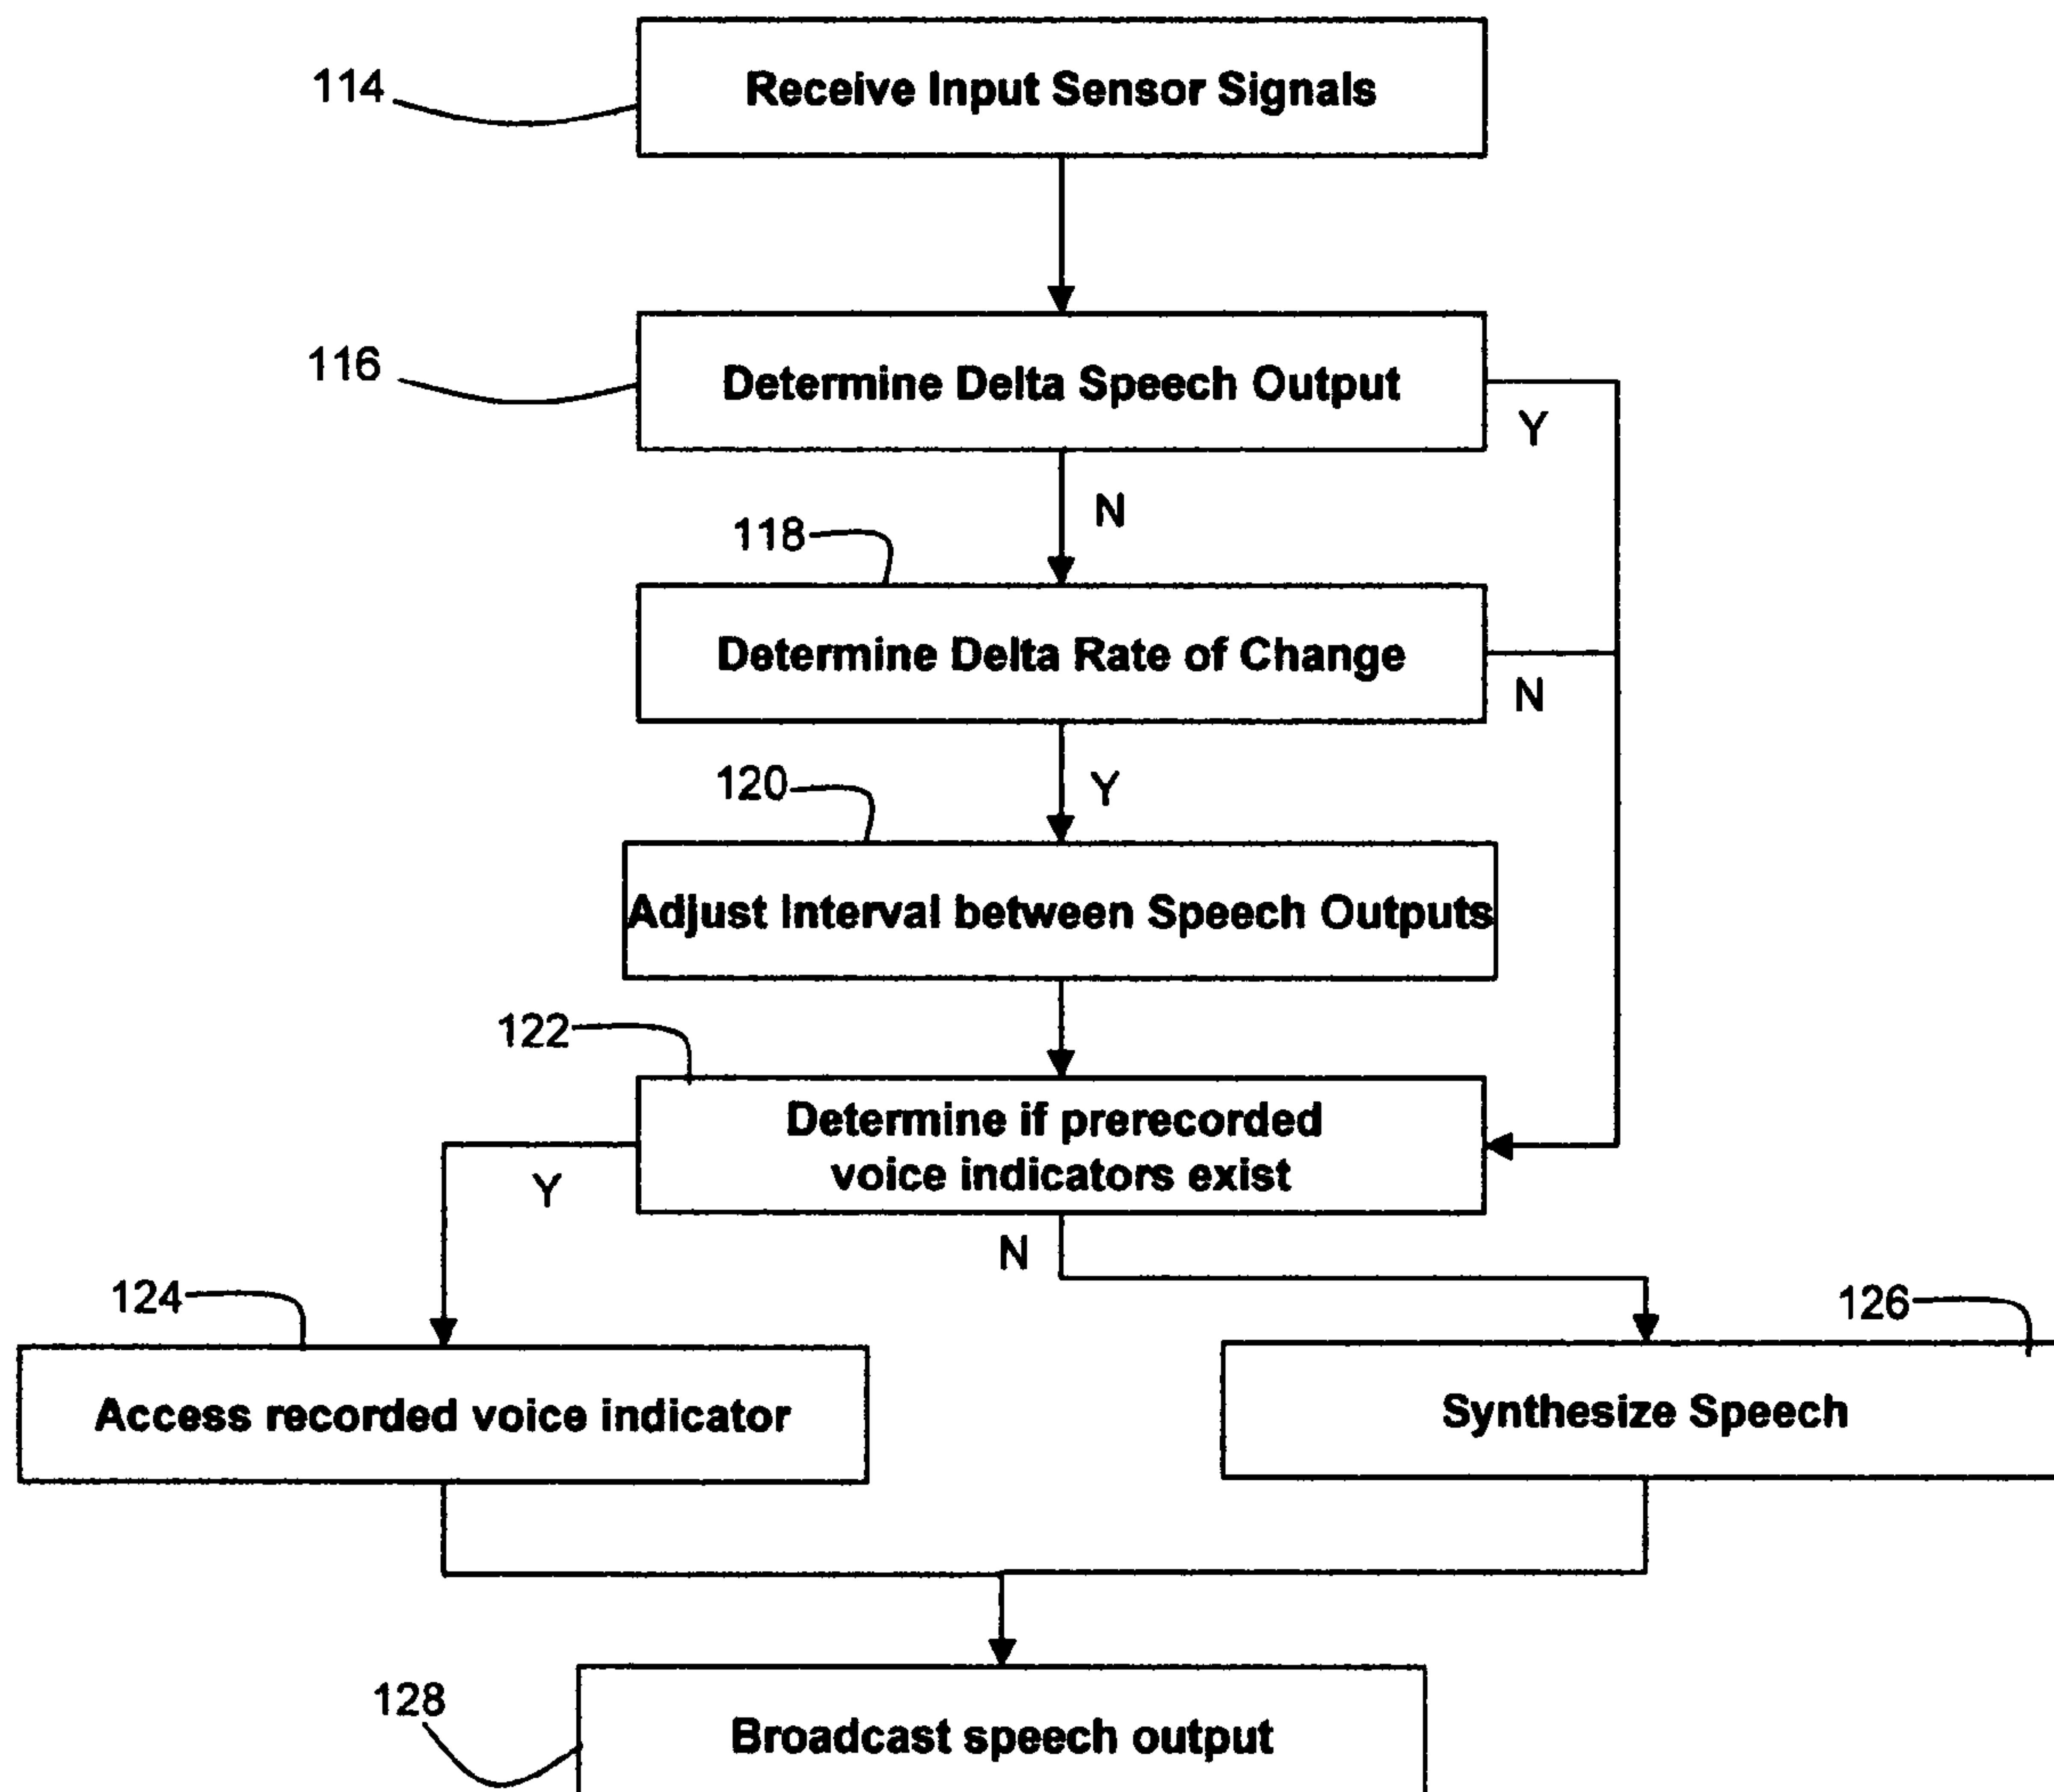 114
Receive Input Sensor Signals
116
Determine Delta Speech Output
Y
N
118
Determine Delta Rate of Change
N
120
Y
Adjust Interval between Speech Outputs
122
Determine if prerecorded
voice indicators exist
Y
N
124
126
Access recorded voice indicator
Synthesize Speech
128
Broadcast speech output